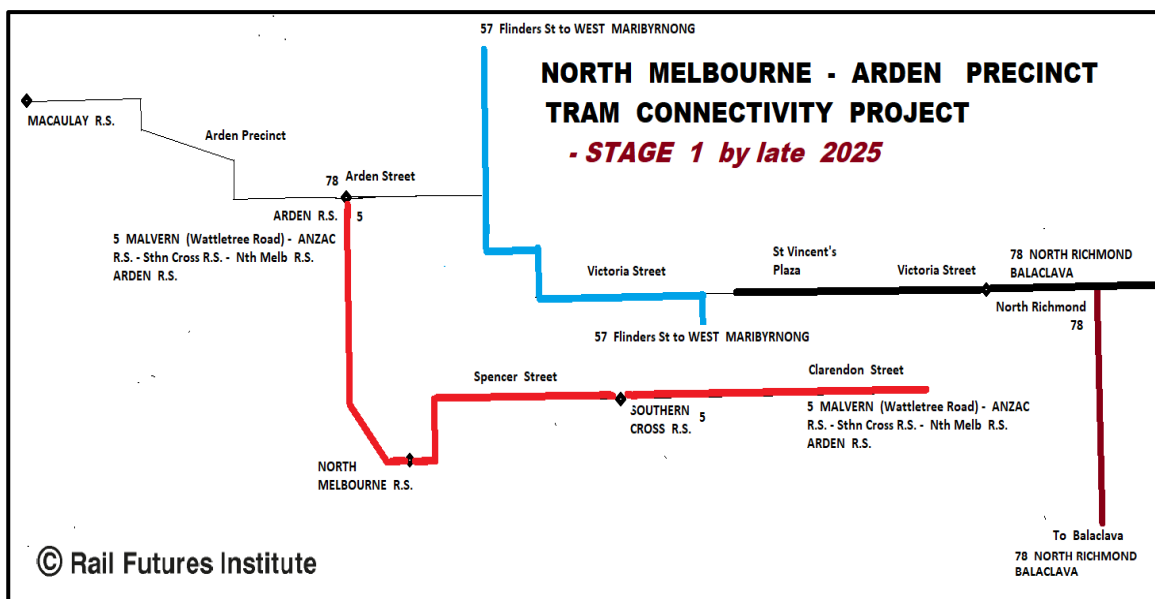 57 Flinders St to WEST MARIBYRNONG
NORTH MELBOURNE - ARDEN PRECINCT
TRAM CONNECTIVITY PROJECT
- STAGE 1 by late 2025
MACAULAY R.S.
Arden Precinct
78 Arden Street
ARDEN R.S. 5
5 MALVERN (Wattletree Road) - ANZAC
R.S. - Sthn Cross R.S. - Nth Melb R.S.
ARDEN R.S.
Victoria Street
St Vincent's
Plaza
Victoria Street
78 NORTH RICHMOND
BALACLAVA
North Richmond
78
57 Flinders St to WEST MARIBYRNONG
Spencer Street
Clarendon Street
SOUTHERN
CROSS R.S. 5
5 MALVERN (Wattletree Road) - ANZAC
R.S. - Sthn Cross R.S. - Nth Melb R.S.
ARDEN R.S.
NORTH
MELBOURNE R.S.
To Balaclava
78 NORTH RICHMOND
BALACLAVA
© Rail Futures Institute